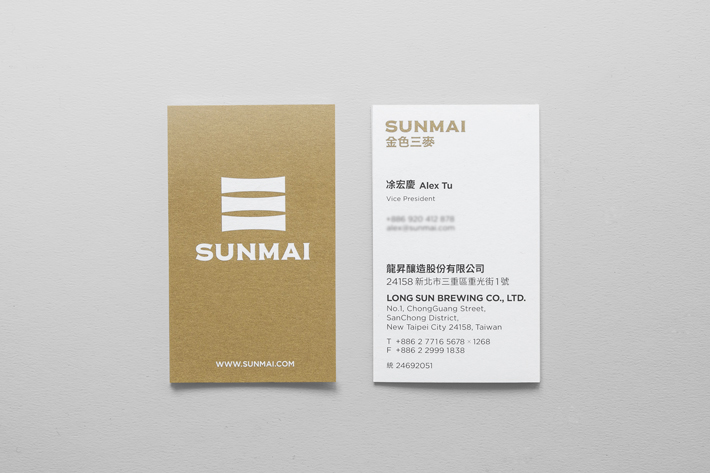 SUNMAI
WWW.SUNMAI.COM
SUNMAI
金色三麥
凃宏慶 Alex Tu
Vice President
龍昇釀造股份有限公司
24158 新北市三重區重光街1號
LONG SUN BREWING CO., LTD.
No.1, ChongGuang Street,
SanChong District,
New Taipei City 24158, Taiwan
T +886 2 7716 5678 - 1268
F +886 2 2999 1838
統 24692051